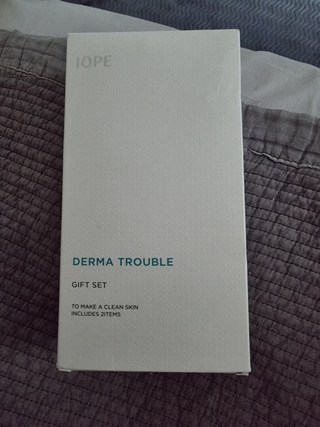 IOPE
DERMA TROUBLE
GIFT SET
TO MAKE A CLEAN SKIN
INCLUDES 2ITEMS